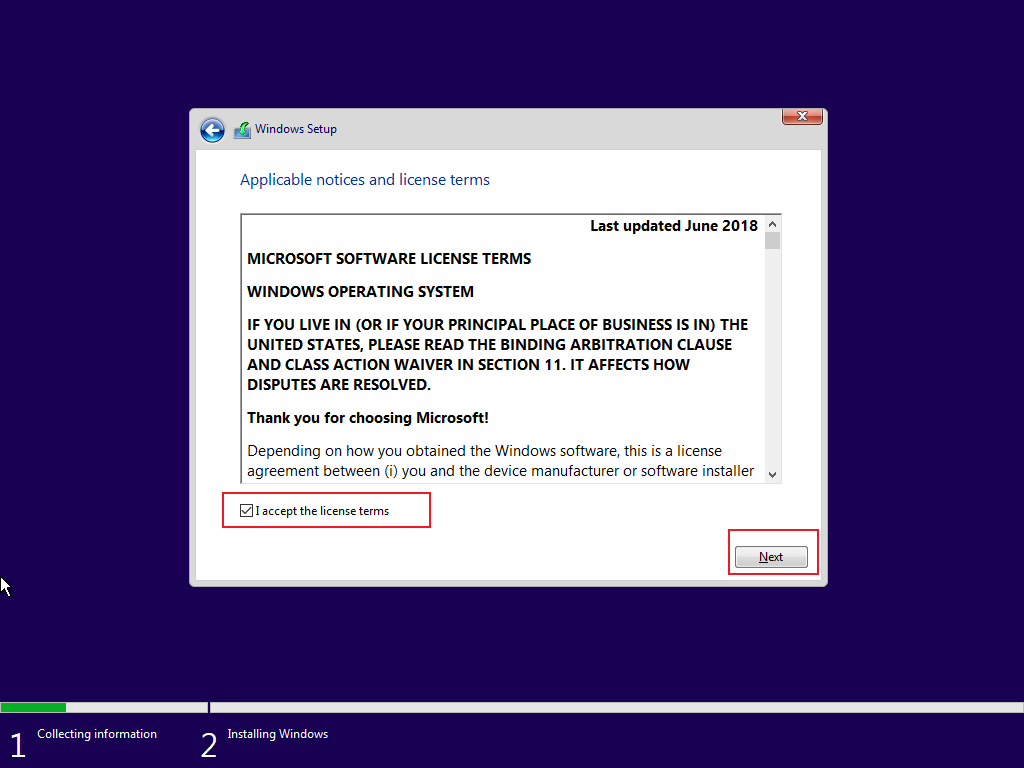 Windows Setup
Applicable notices and license terms
Last updated June 2018
MICROSOFT SOFTWARE LICENSE TERMS
WINDOWS OPERATING SYSTEM
IF YOU LIVE IN (OR IF YOUR PRINCIPAL PLACE OF BUSINESS IS IN) THE
UNITED STATES, PLEASE READ THE BINDING ARBITRATION CLAUSE
AND CLASS ACTION WAIVER IN SECTION 11. IT AFFECTS HOW
DISPUTES ARE RESOLVED.
Thank you for choosing Microsoft!
Depending on how you obtained the Windows software, this is a license
agreement between (i) you and the device manufacturer or software installer
I accept the license terms
Next
1 Collecting information
2 Installing Windows